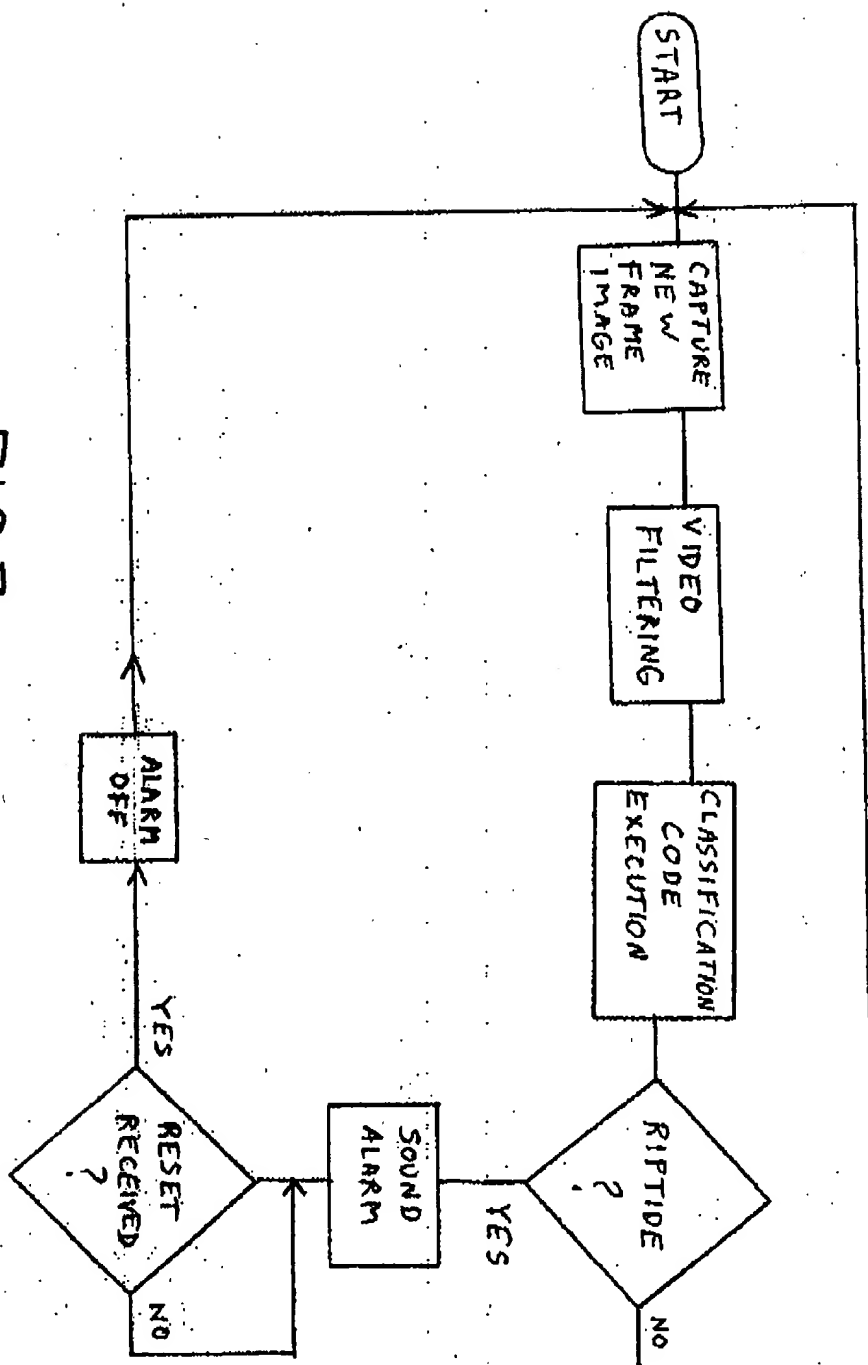 START
CAPTURE
NEW
FRAME
IMAGE
VIDEO
FILTERING
CLASSIFICATION
CODE
EXECUTION
RIPTIDE
?
NO
YES
SOUND
ALARM
RESET
RECEIVED
?
NO
YES
ALARM
OFF